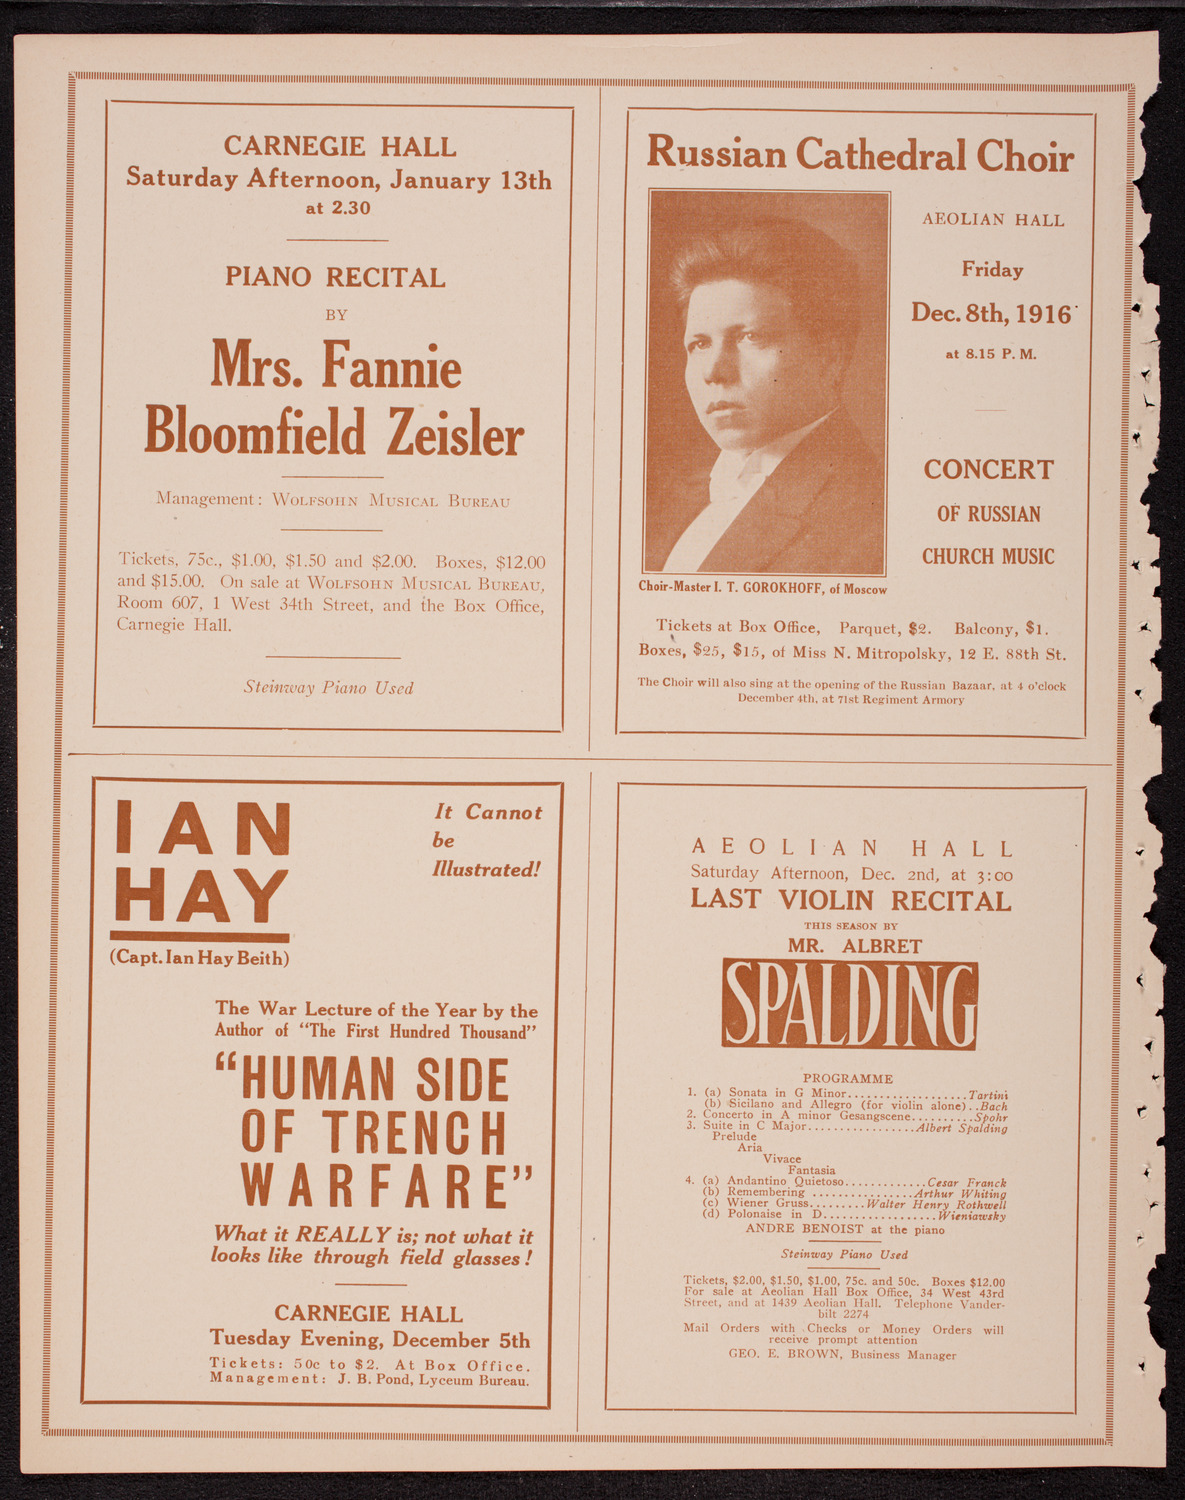 CARNEGIE HALL
Saturday Afternoon, January 13th
at 2.30
PIANO RECITAL
BY
Mrs. Fannie
Bloomfield Zeisler
Management: WOLFSOHN MUSICAL BUREAU
Tickets, 75c., $1.00, $1.50 and $2.00. Boxes, $12.00
and $15.00. On sale at WOLFSOHN MUSICAL BUREAU,
Room 607, 1 West 34th Street, and the Box Office,
Carnegie Hall.
Steinway Piano Used
Russian Cathedral Choir
AEOLIAN HALL
Friday
Dec. 8th, 1916
at 8.15 P. M.
CONCERT
OF RUSSIAN
CHURCH MUSIC
Choir-Master I. T. GOROKHOFF, of Moscow
Tickets at Box Office, Parquet, $2. Balcony, $1.
Boxes, $25, $15, of Miss N. Mitropolsky, 12 E. 88th St.
The Choir will also sing at the opening of the Russian Bazaar, at 4 o'clock
December 4th, at 71st Regiment Armory
IAN
HAY
(Capt. Ian Hay Beith)
It Cannot
be
Illustrated!
The War Lecture of the Year by the
Author of "The First Hundred Thousand"
"HUMAN SIDE
OF TRENCH
WARFARE"
What it REALLY is; not what it
looks like through field glasses!
CARNEGIE HALL
Tuesday Evening, December 5th
Tickets: 50c to $2. At Box Office.
Management: J. B. Pond, Lyceum Bureau.
AEOLIAN HALL
Saturday Afternoon, Dec. 2nd, at 3:00
LAST VIOLIN RECITAL
THIS SEASON BY
MR. ALBRET
SPALDING
PROGRAMME
1. (a) Sonata in G Minor..................Tartini
(b) Sicilano and Allegro (for violin alone)..Bach
2. Concerto in A minor Gesangscene..........Spohr
3. Suite in C Major................Albert Spalding
Prelude
Aria
Vivace
Fantasia
4. (a) Andantino Quietoso............Cesar Franck
(b) Remembering ...............Arthur Whiting
(c) Wiener Gruss.........Walter Henry Rothwell
(d) Polonaise in D.................Wieniawsky
ANDRE BENOIST at the piano
Steinway Piano Used
Tickets, $2.00, $1.50, $1.00, 75c. and 50c. Boxes $12.00
For sale at Aeolian Hall Box Office, 34 West 43rd
Street, and at 1439 Aeolian Hall. Telephone Vander-
bilt 2274
Mail Orders with Checks or Money Orders will
receive prompt attention
GEO. E. BROWN, Business Manager